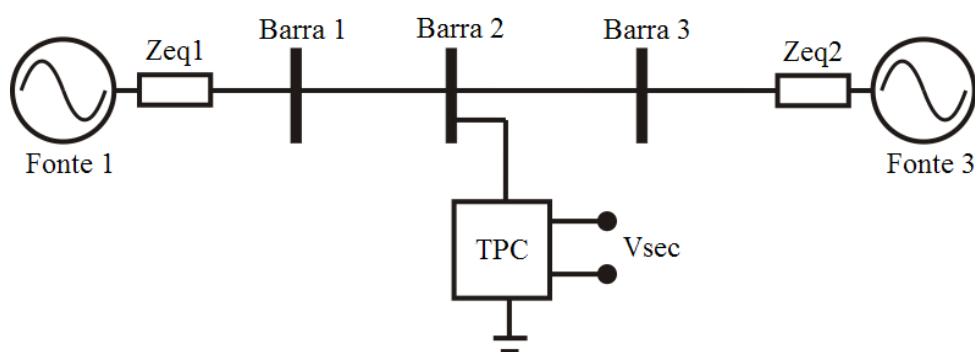 Barra 1
Barra 2
Barra 3
Zeq1
Zeq2
Fonte 1
Fonte 3
TPC
Vsec